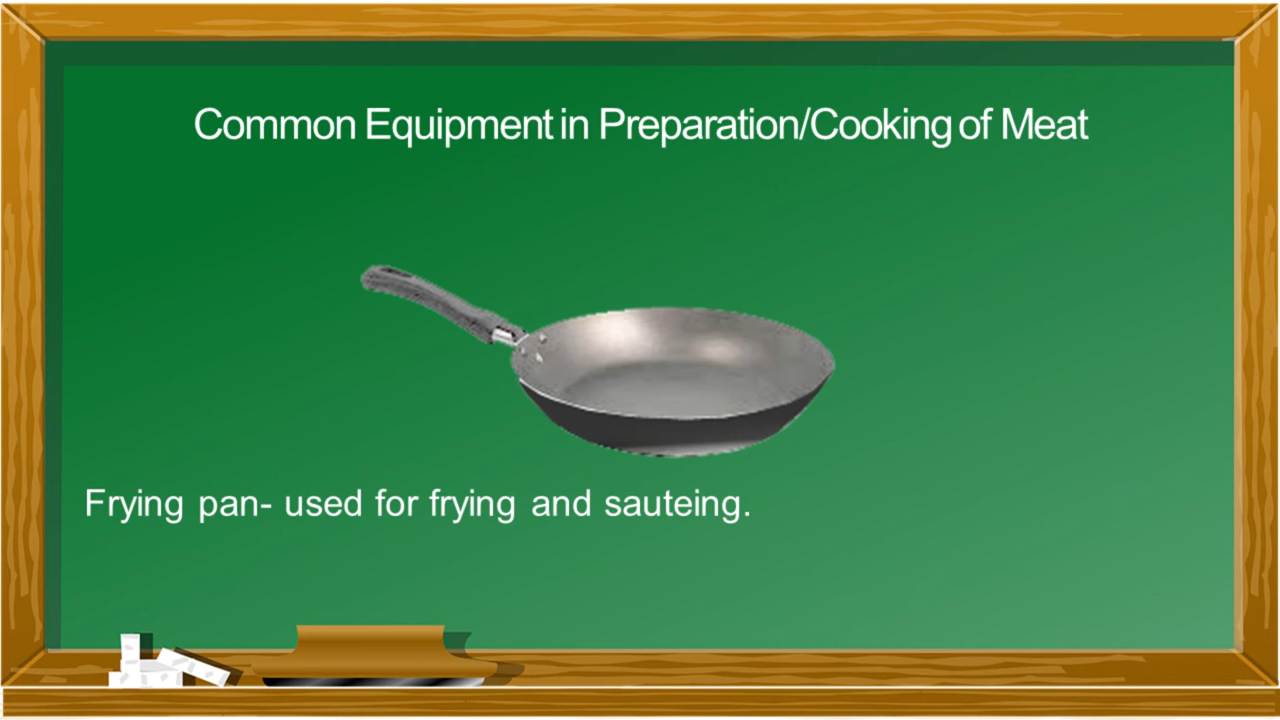 Common Equipment in Preparation/Cooking of Meat
Frying pan- used for frying and sauteing.